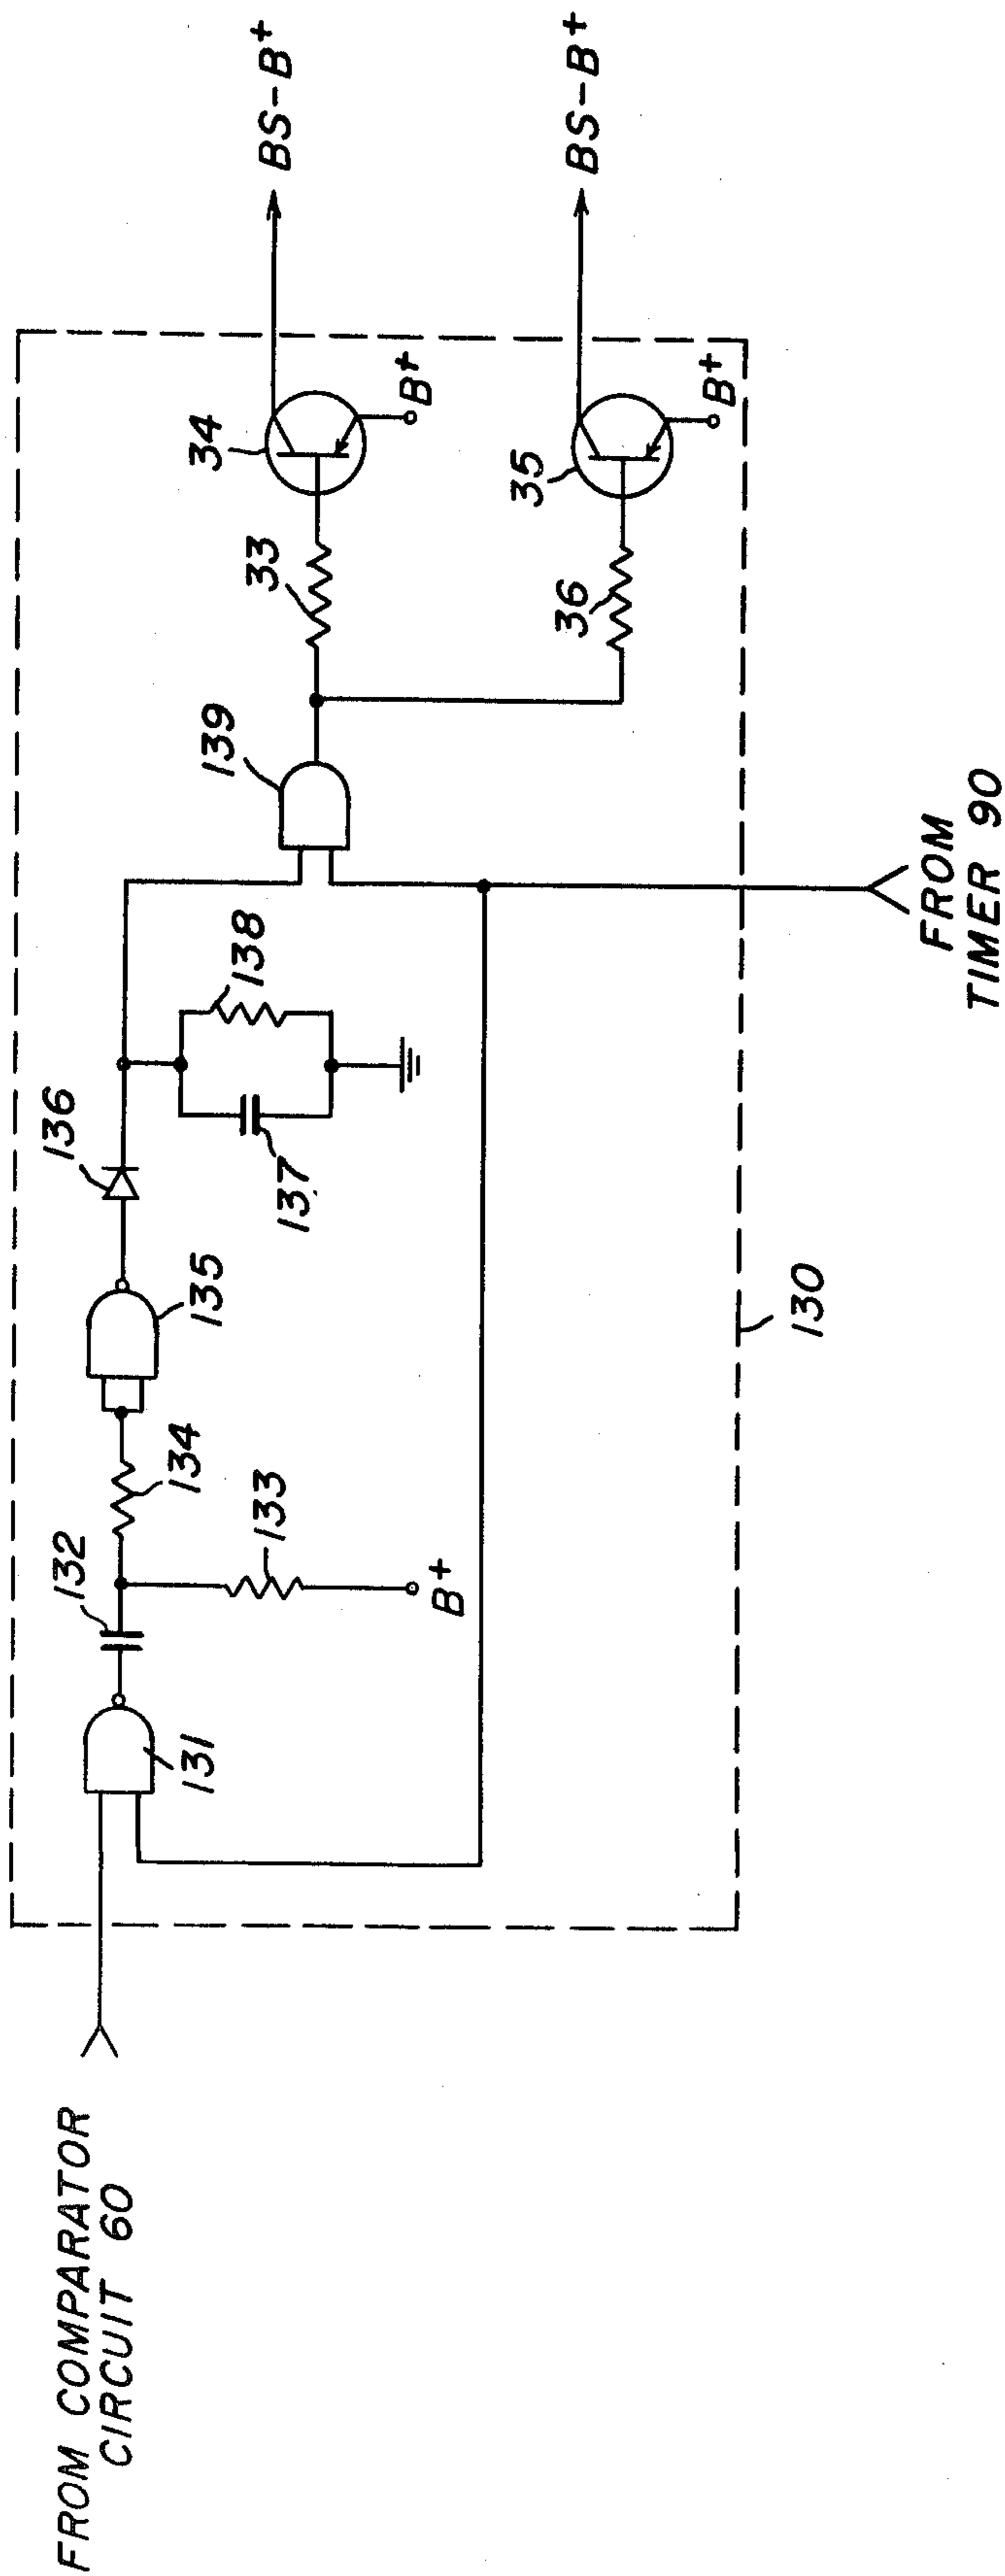 FROM COMPARATOR
CIRCUIT 60
131
132
133
B+
134
135
136
137
138
139
33
34
B+
BS-B+
36
35
B+
BS-B+
130
FROM
TIMER 90